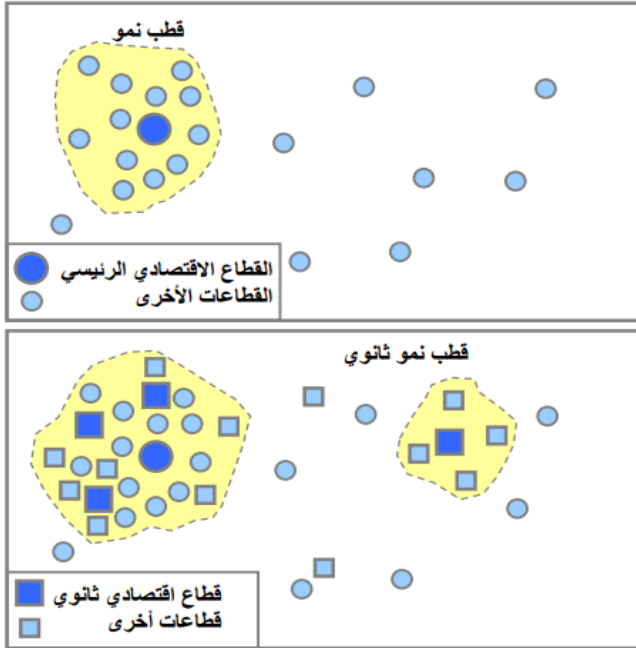 قطب نمو
القطاع الاقتصادي الرئيسي
القطاعات الأخرى
قطب نمو ثانوي
قطاع اقتصادي ثانوي
قطاعات أخرى